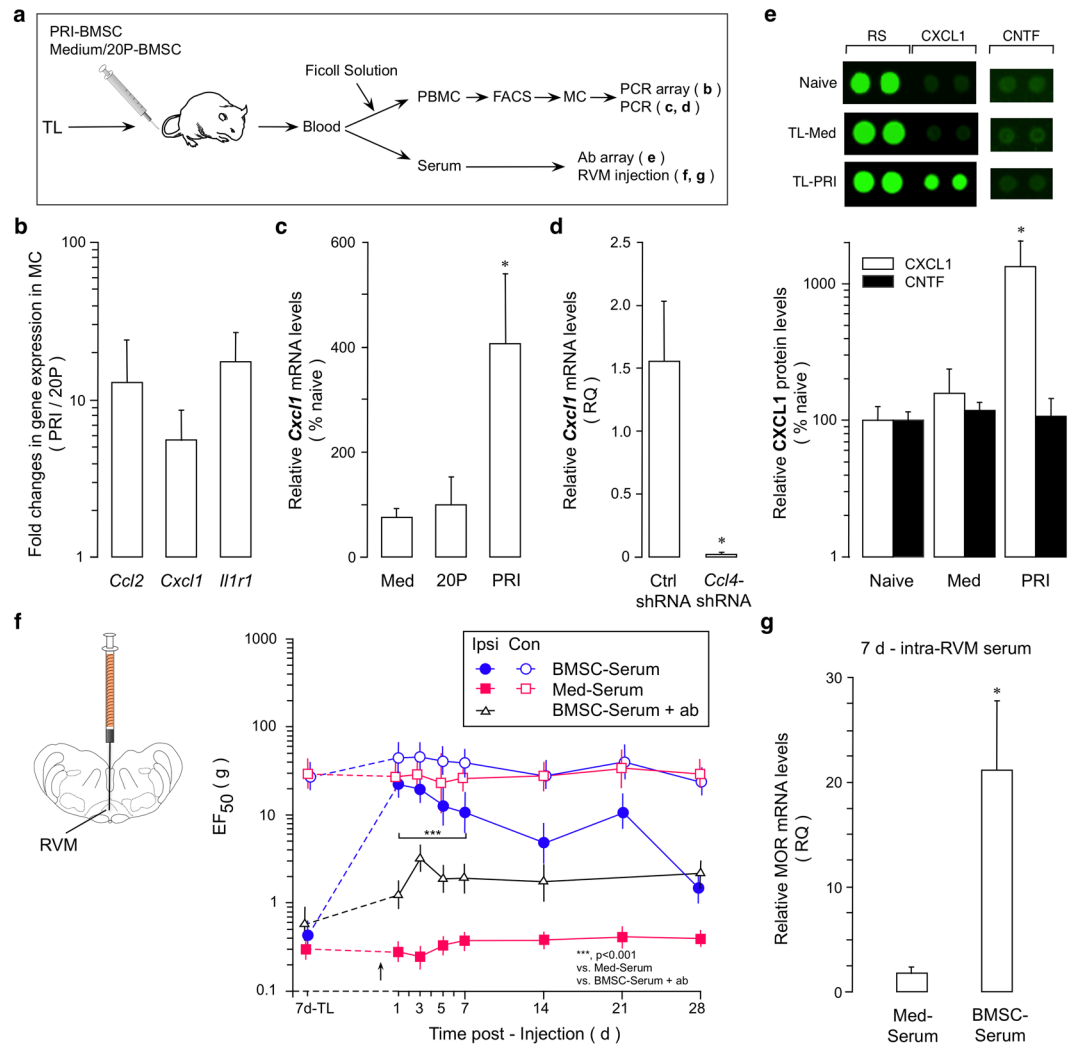 a
PRI-BMSC
Medium/20P-BMSC
TL
Blood
Ficoll Solution
PBMC
FACS
MC
PCR array ( b )
PCR ( c, d )
Serum
Ab array ( e )
RVM injection ( f, g )
e
RS CXCL1 CNTF
Naive
TL-Med
TL-PRI
*
CXCL1
CNTF
1000
100
10
1
Relative CXCL1 protein levels
( % naive )
Naive Med PRI
b
Fold changes in gene expression in MC
( PRI / 20P )
100
10
1
Ccl2 Cxcl1 Il1r1
c
Relative Cxcl1 mRNA levels
( % naive )
600
400
200
0
*
Med 20P PRI
d
Relative Cxcl1 mRNA levels
( RQ )
2.5
2.0
1.5
1.0
0.5
0
*
Ctrl
shRNA
Ccl4-
shRNA
f
RVM
EF50 ( g )
1000
100
10
1
0.1
Ipsi Con
BMSC-Serum
Med-Serum
BMSC-Serum + ab
***
***, p<0.001
vs. Med-Serum
vs. BMSC-Serum + ab
7d-TL 1 3 5 7 14 21 28
Time post - Injection ( d )
g
7 d - intra-RVM serum
Relative MOR mRNA levels
( RQ )
30
20
10
0
*
Med-
Serum
BMSC-
Serum